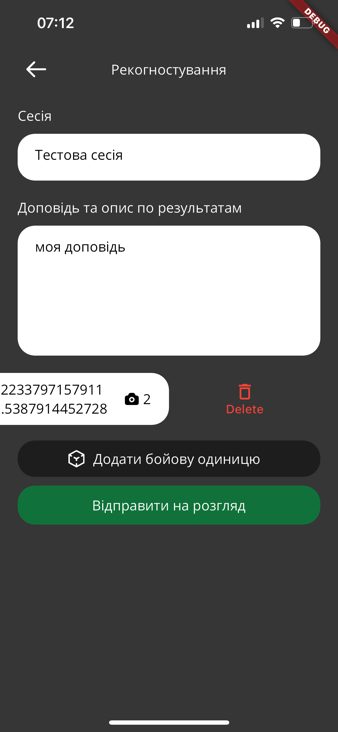 07:12
DEBUG
Рекогностування
Сесія
Тестова сесія
Доповідь та опис по результатам
моя доповідь
2233797157911
.5387914452728
2
Delete
Додати бойову одиницю
Відправити на розгляд